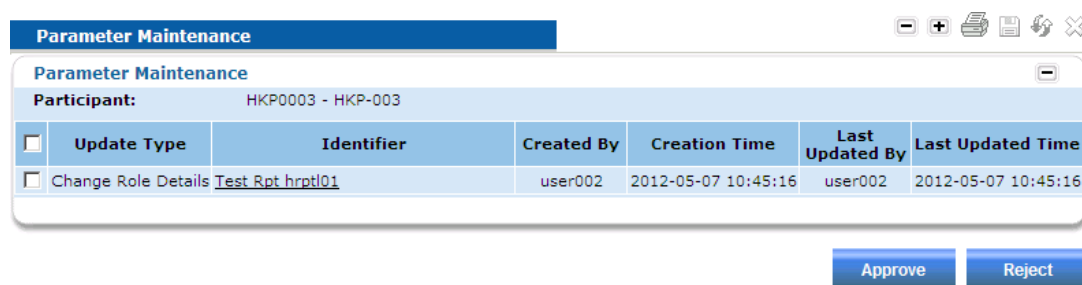 Parameter Maintenance
Parameter Maintenance
Participant: HKP0003 - HKP-003
Update Type Identifier Created By Creation Time Last Updated By Last Updated Time
Change Role Details Test Rpt hrptl01 user002 2012-05-07 10:45:16 user002 2012-05-07 10:45:16
Approve Reject